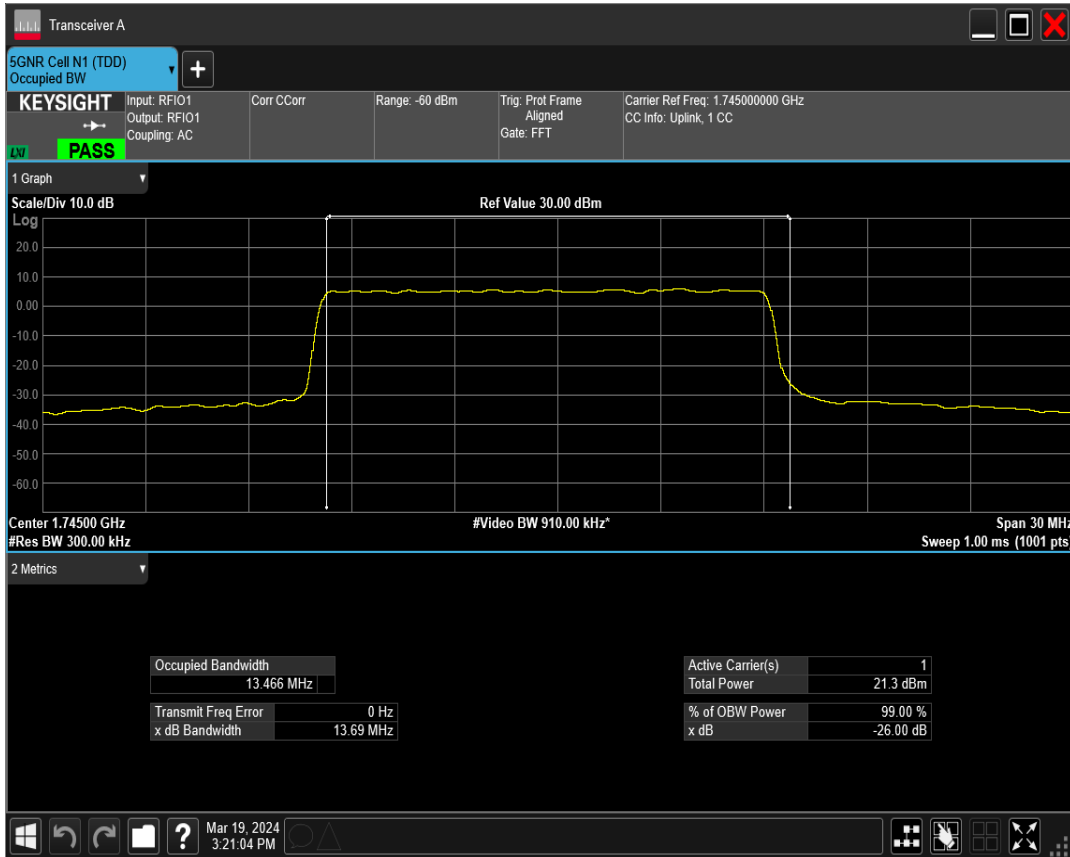 Transceiver A
5GNR Cell N1 (TDD)
Occupied BW
+
KEYSIGHT
LXI
PASS
Input: RFIO1
Output: RFIO1
Coupling: AC
Corr CCorr
Range: -60 dBm
Trig: Prot Frame
Aligned
Gate: FFT
Carrier Ref Freq: 1.745000000 GHz
CC Info: Uplink, 1 CC
1 Graph
Scale/Div 10.0 dB
Ref Value 30.00 dBm
Log
20.0
10.0
0.00
-10.0
-20.0
-30.0
-40.0
-50.0
-60.0
Center 1.74500 GHz
#Video BW 910.00 kHz*
Span 30 MHz
#Res BW 300.00 kHz
Sweep 1.00 ms (1001 pts)
2 Metrics
Occupied Bandwidth
13.466 MHz
Transmit Freq Error 0 Hz
x dB Bandwidth 13.69 MHz
Active Carrier(s) 1
Total Power 21.3 dBm
% of OBW Power 99.00 %
x dB -26.00 dB
?
Mar 19, 2024
3:21:04 PM